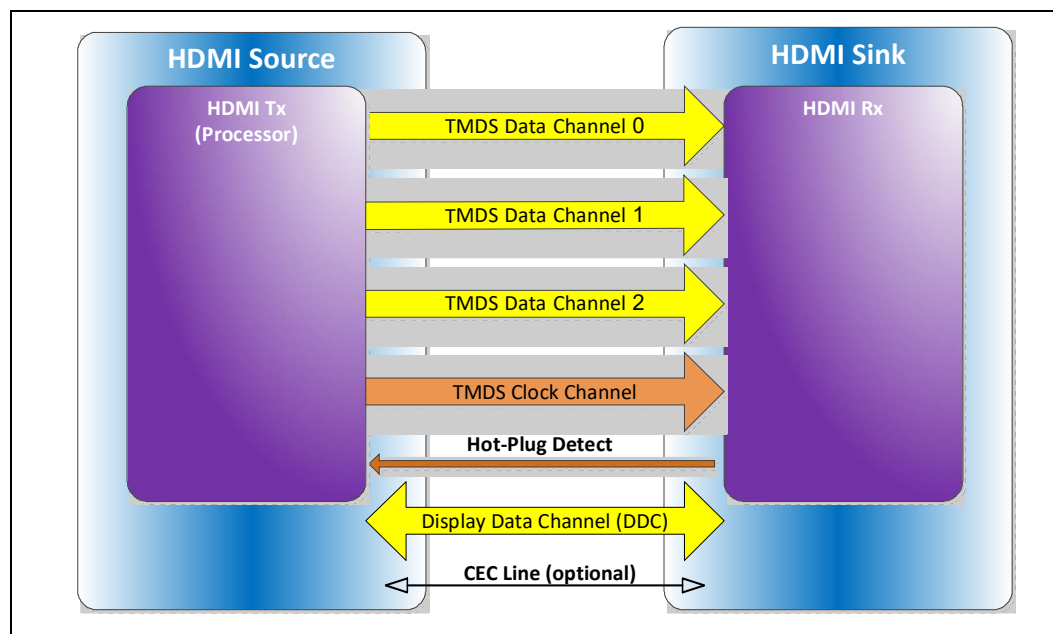 HDMI Source
HDMI Sink
HDMI Tx
(Processor)
HDMI Rx
TMDS Data Channel 0
TMDS Data Channel 1
TMDS Data Channel 2
TMDS Clock Channel
Hot-Plug Detect
Display Data Channel (DDC)
CEC Line (optional)